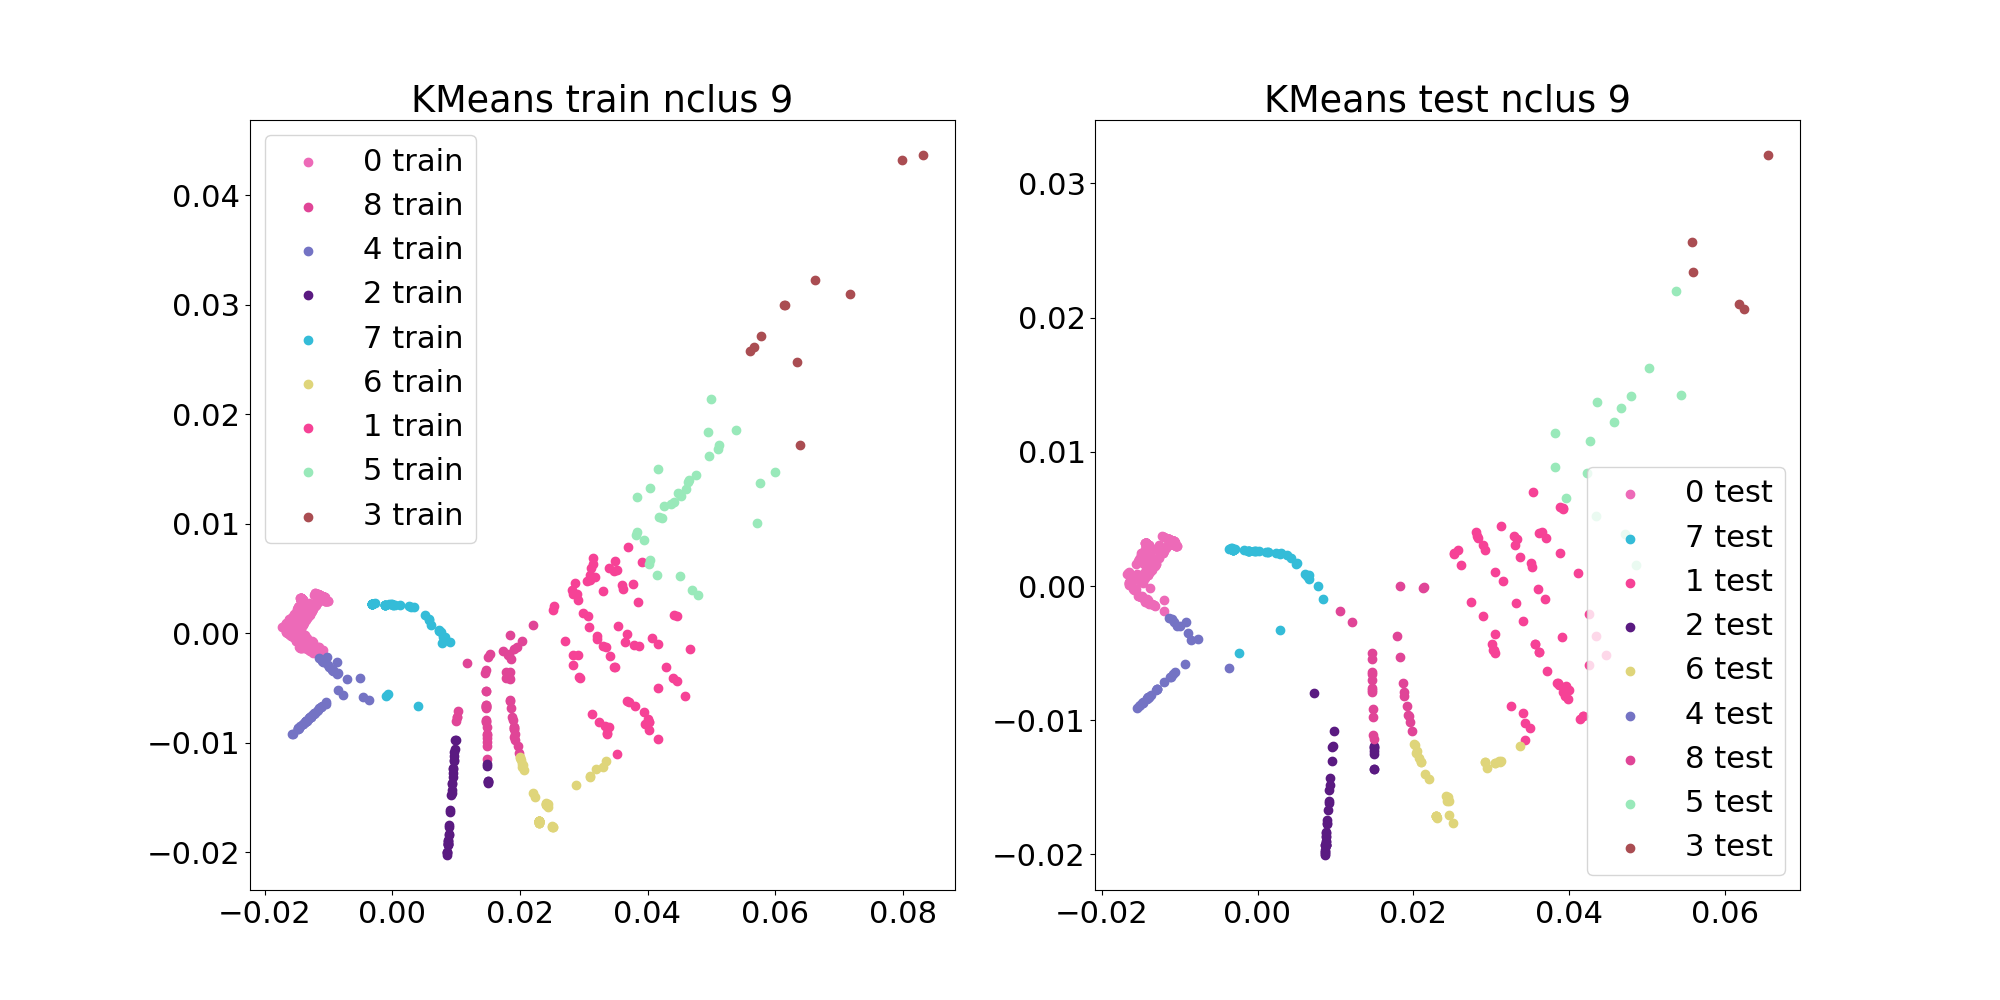 KMeans train nclus 9
0 train
8 train
4 train
2 train
7 train
6 train
1 train
5 train
3 train
0.04
0.03
0.02
0.01
0.00
−0.01
−0.02
−0.02 0.00 0.02 0.04 0.06 0.08
KMeans test nclus 9
0.03
0.02
0.01
0.00
−0.01
−0.02
0 test
7 test
1 test
2 test
6 test
4 test
8 test
5 test
3 test
−0.02 0.00 0.02 0.04 0.06